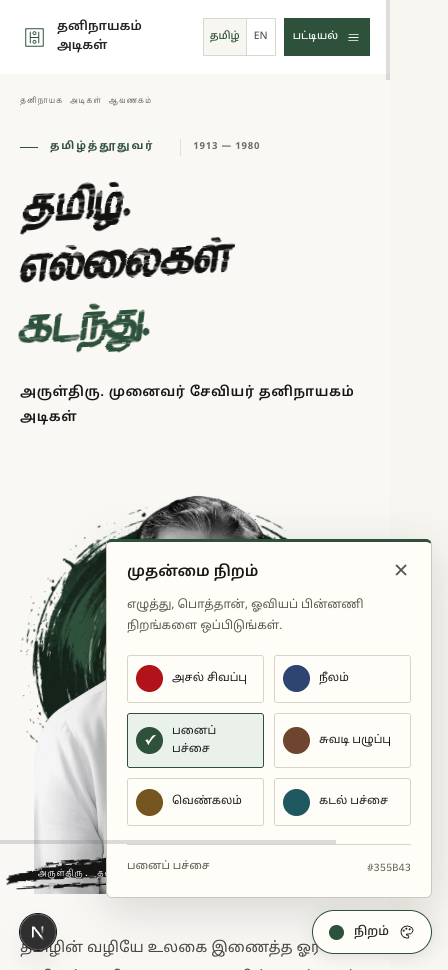 தனிநாயகம்
அடிகள்
தமிழ்
EN
பட்டியல்
தனிநாயக அடிகள் ஆவணகம்
தமிழ்த்தூதுவர்
1913 — 1980
தமிழ்.
எல்லைகள்
கடந்து.
அருள்திரு. முனைவர் சேவியர் தனிநாயகம்
அடிகள்
முதன்மை நிறம்
எழுத்து, பொத்தான், ஓவியப் பின்னணி
நிறங்களை ஒப்பிடுங்கள்.
அசல் சிவப்பு
நீலம்
பனைப்
பச்சை
சுவடி பழுப்பு
வெண்கலம்
கடல் பச்சை
பனைப் பச்சை
#355B43
அருள்திரு.
N
நிறம்
தமிழின் வழியே உலகை இணைத்த ஓர்